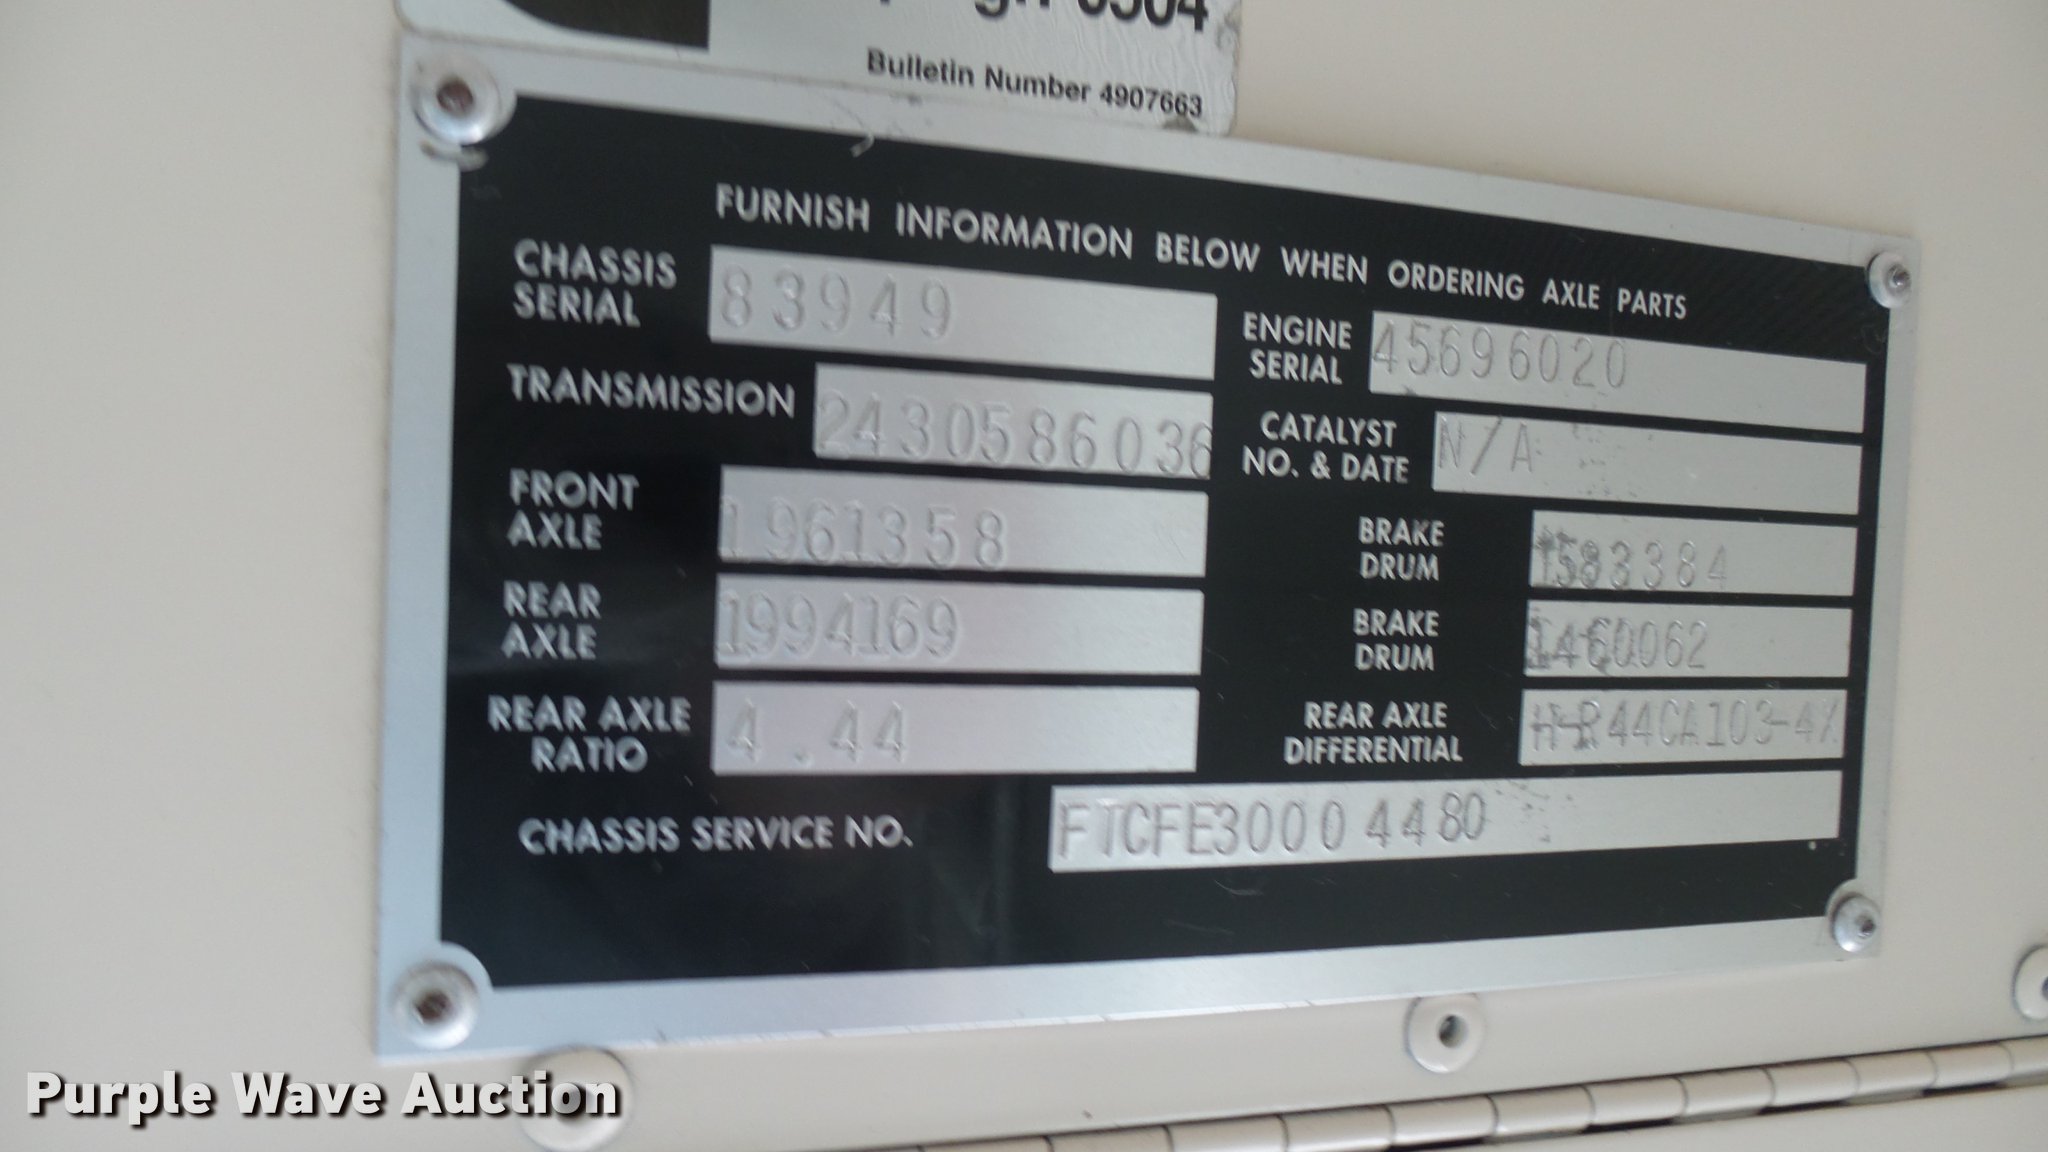 Bulletin Number 4907663
FURNISH INFORMATION BELOW WHEN ORDERING AXLE PARTS
CHASSIS SERIAL 83949
ENGINE SERIAL 45696020
TRANSMISSION 2430586036
CATALYST NO. & DATE N/A
FRONT AXLE 1961358
BRAKE DRUM 1583384
REAR AXLE 1994169
BRAKE DRUM 1460062
REAR AXLE RATIO 4.44
REAR AXLE DIFFERENTIAL
CHASSIS SERVICE NO. FTCFE30004480
Purple Wave Auction